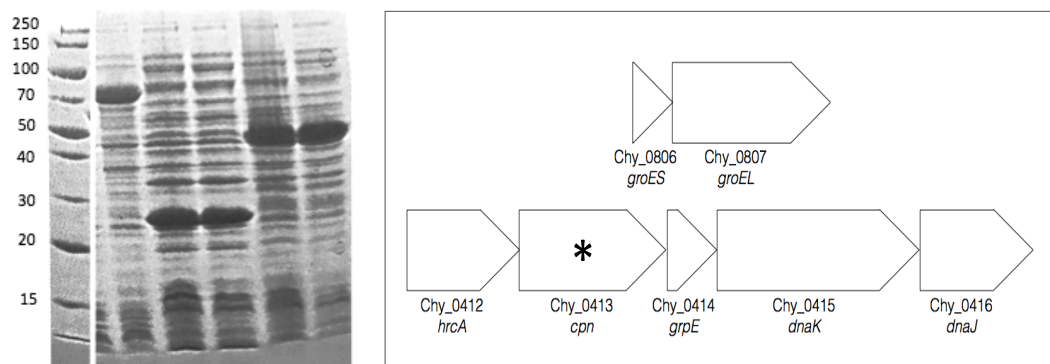 250
150
100
70
50
40
30
20
15
Chy_0806 Chy_0807
groES groEL
*
Chy_0412 Chy_0413 Chy_0414 Chy_0415 Chy_0416
hrcA cpn grpE dnaK dnaJ